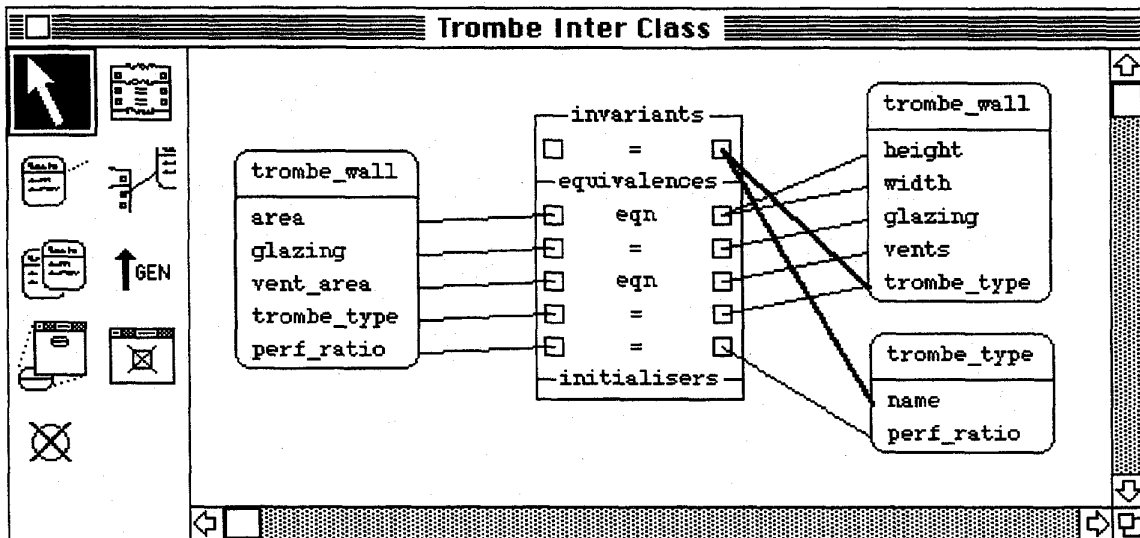 Trombe Inter Class
GEN
trombe_wall
area
glazing
vent_area
trombe_type
perf_ratio
invariants
=
equivalences
eqn
=
eqn
=
=
initialisers
trombe_wall
height
width
glazing
vents
trombe_type
trombe_type
name
perf_ratio